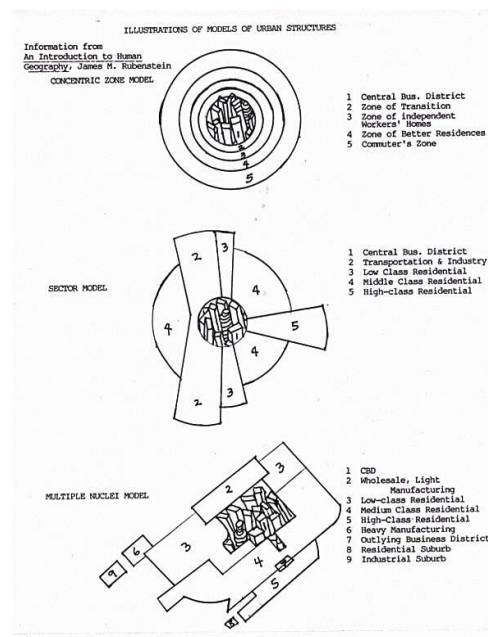 ILLUSTRATIONS OF MODELS OF URBAN STRUCTURES
Information from
An Introduction to Human
Geography, James M. Rubenstein
CONCENTRIC ZONE MODEL
2
3
4
5
1 Central Bus. District
2 Zone of Transition
3 Zone of independent
Workers' Homes
4 Zone of Better Residences
5 Commuter's Zone
SECTOR MODEL
2
3
4
4
5
4
2
3
1 Central Bus. District
2 Transportation & Industry
3 Low Class Residential
4 Middle Class Residential
5 High-class Residential
MULTIPLE NUCLEI MODEL
3
2
3
6
9
4
5
1 CBD
2 Wholesale, Light
Manufacturing
3 Low-class Residential
4 Medium Class Residential
5 High-Class Residential
6 Heavy Manufacturing
7 Outlying Business District
8 Residential Suburb
9 Industrial Suburb